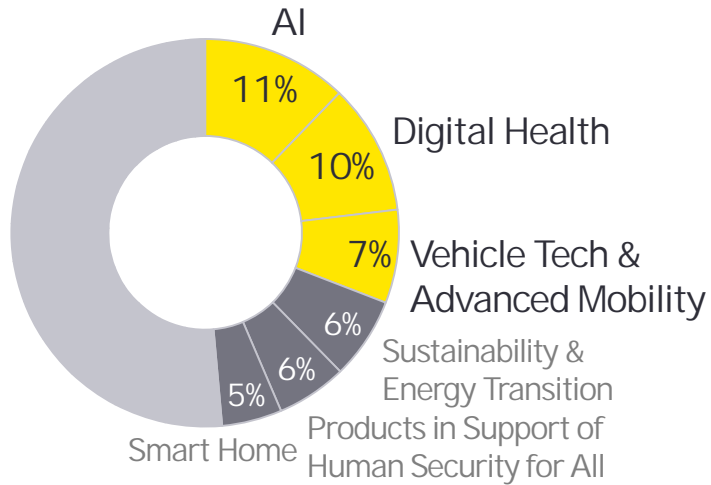 AI
11%
Digital Health
10%
7%
Vehicle Tech &
Advanced Mobility
6%
Sustainability &
Energy Transition
6%
Products in Support of
Human Security for All
5%
Smart Home